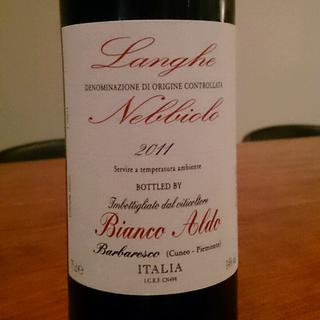 Langhe
DENOMINAZIONE DI ORIGINE CONTROLLATA
Nebbiolo
2011
Servire a temperatura ambiente
BOTTLED BY
Imbottigliato dal viticoltore
Bianco Aldo
Barbaresco (Cuneo - Piemonte)
ITALIA
I.C.R.F. CN498